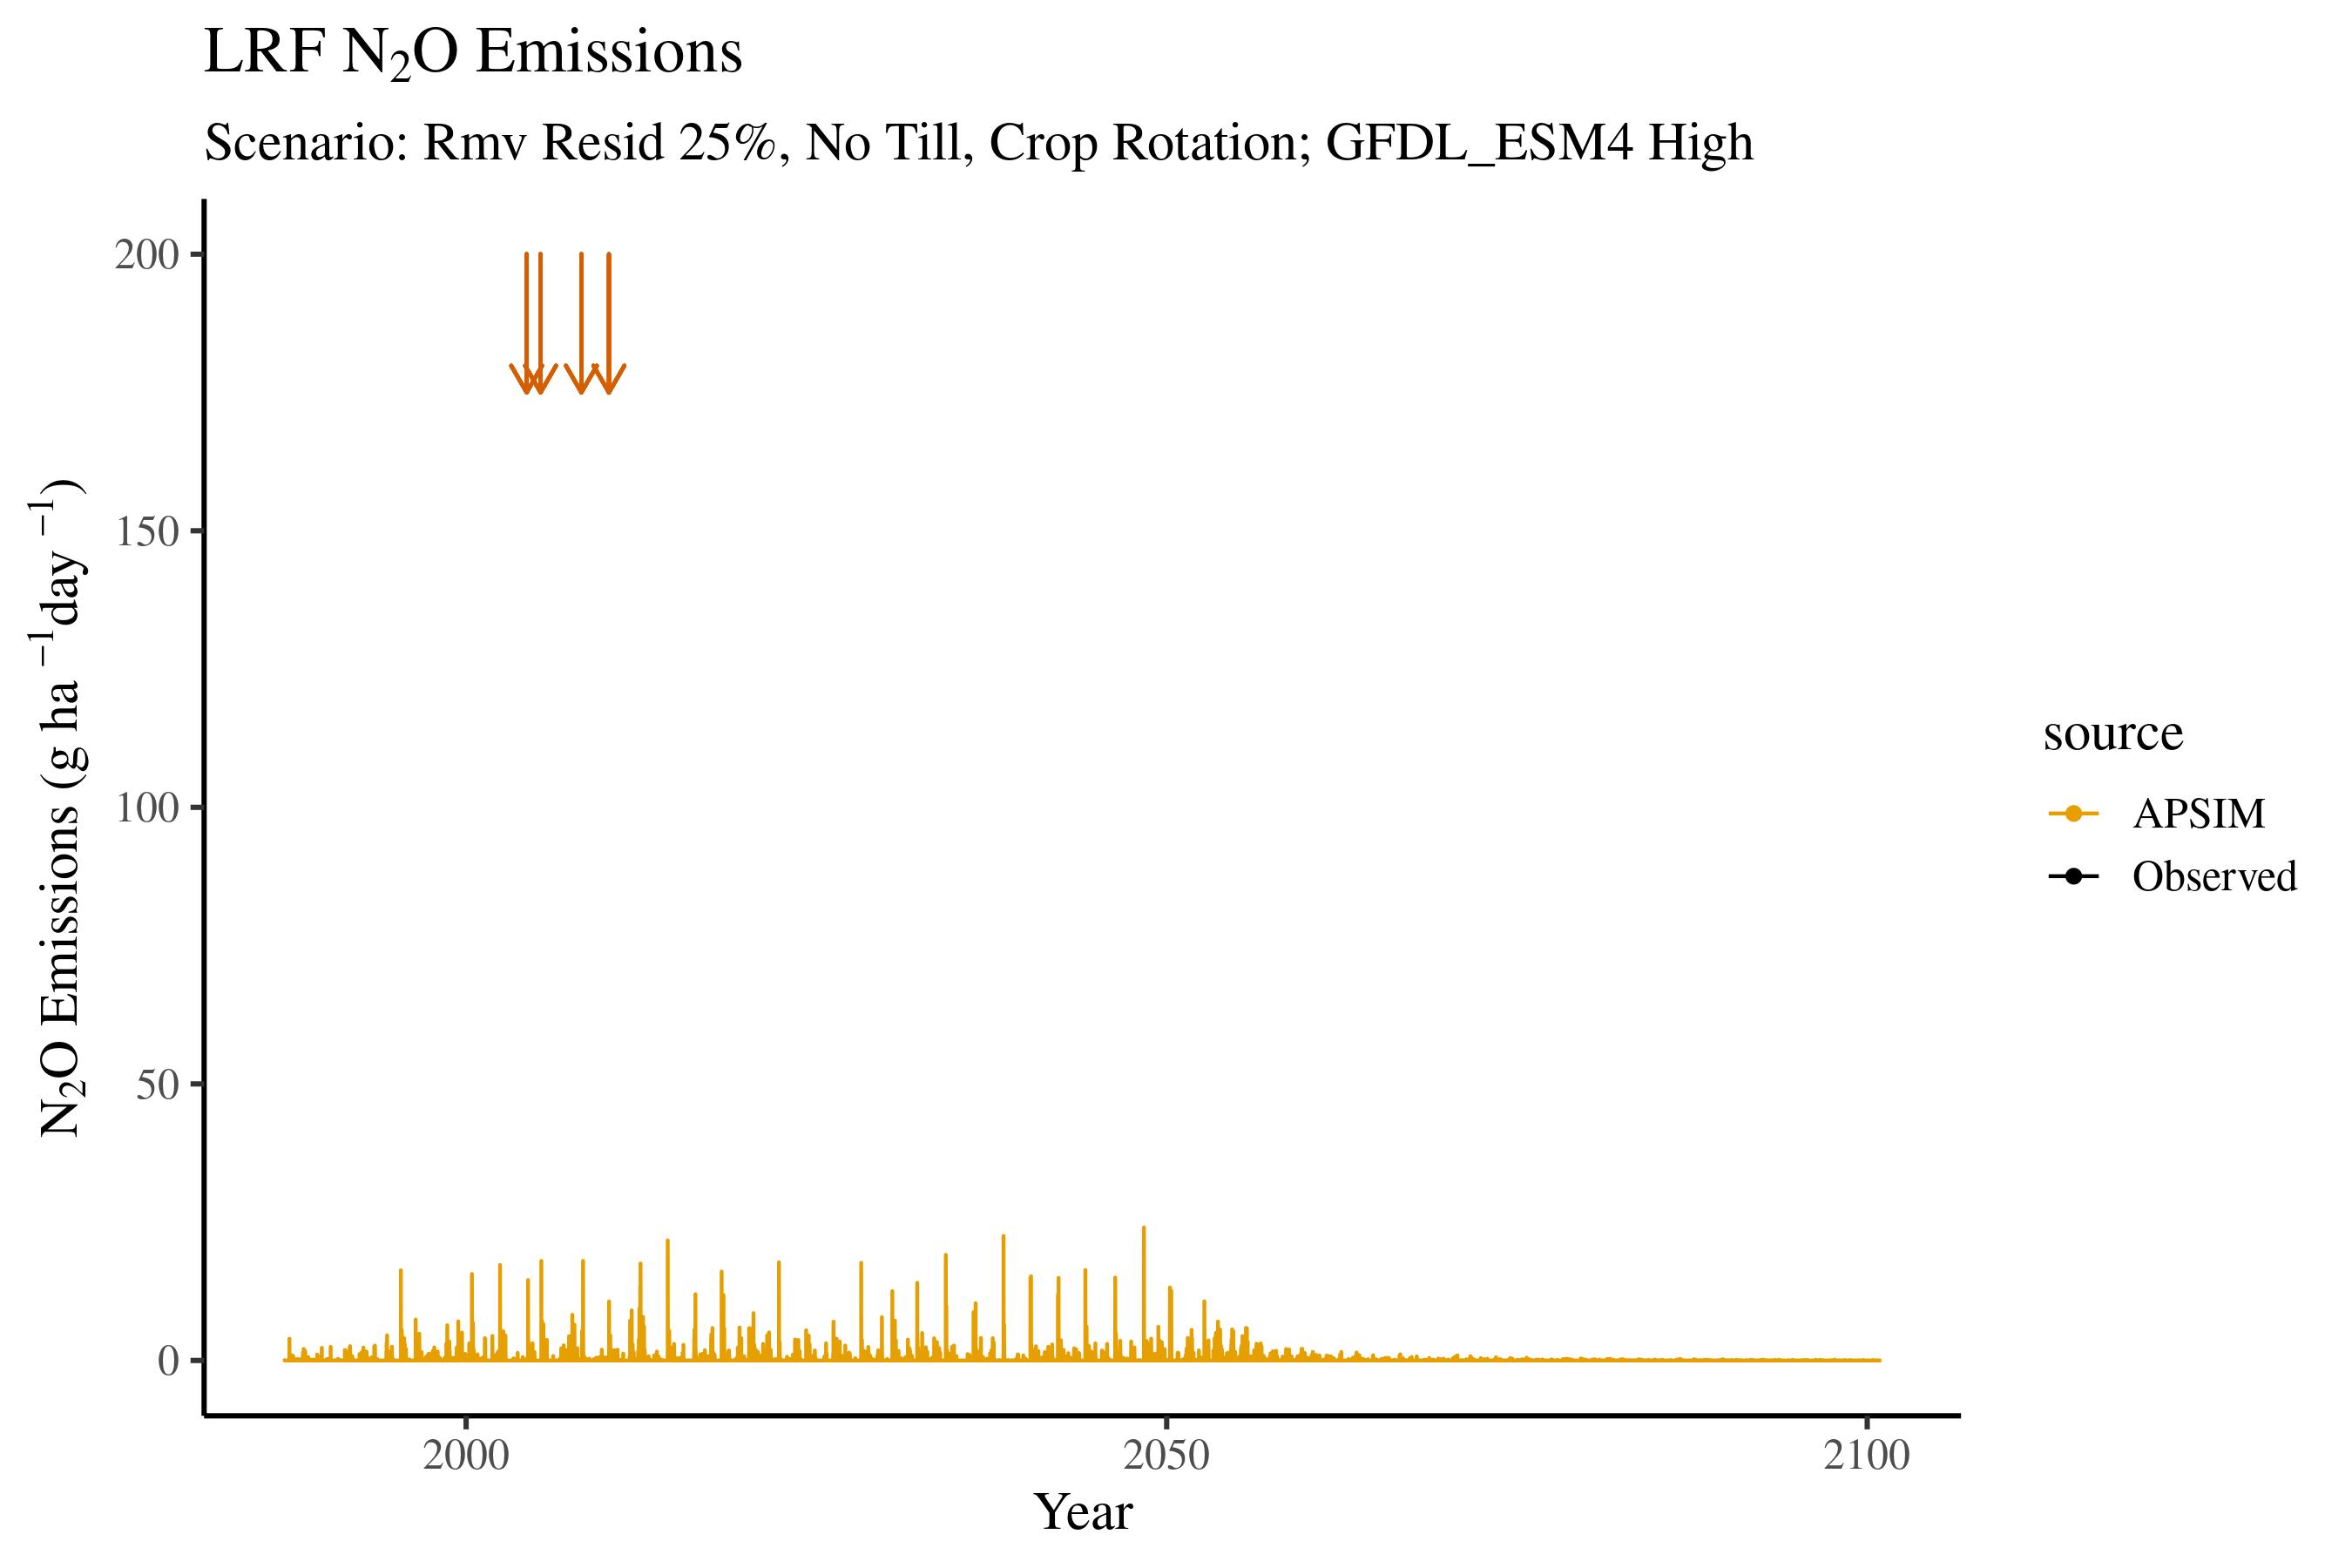 LRF N₂O Emissions
Scenario: Rmv Resid 25%, No Till, Crop Rotation; GFDL_ESM4 High
N₂O Emissions (g ha ⁻¹day ⁻¹)
200
150
100
50
0
2000 2050 2100
Year
source
APSIM
Observed